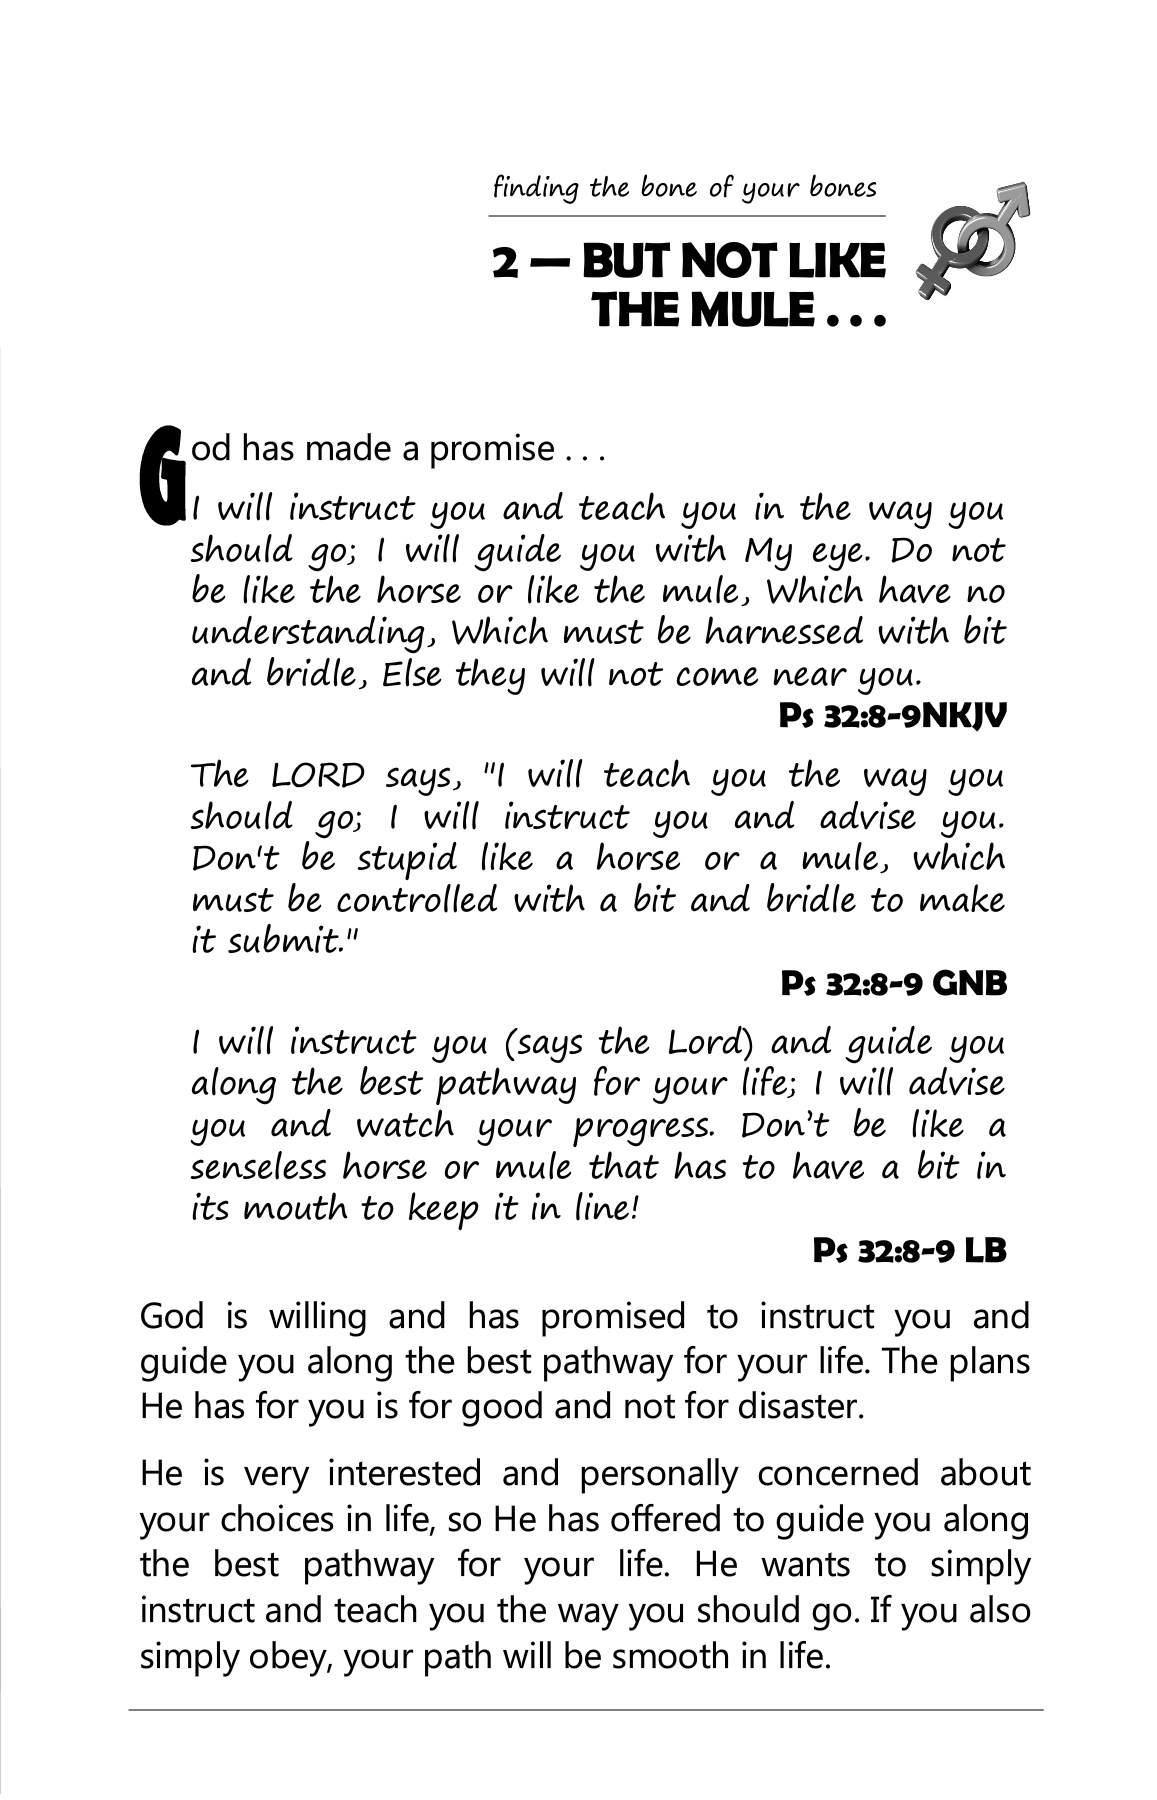 finding the bone of your bones
2 — BUT NOT LIKE
THE MULE . . .
God has made a promise . . .
I will instruct you and teach you in the way you
should go; I will guide you with My eye. Do not
be like the horse or like the mule, Which have no
understanding, Which must be harnessed with bit
and bridle, Else they will not come near you.
Ps 32:8-9NKJV
The LORD says, "I will teach you the way you
should go; I will instruct you and advise you.
Don't be stupid like a horse or a mule, which
must be controlled with a bit and bridle to make
it submit."
Ps 32:8-9 GNB
I will instruct you (says the Lord) and guide you
along the best pathway for your life; I will advise
you and watch your progress. Don’t be like a
senseless horse or mule that has to have a bit in
its mouth to keep it in line!
Ps 32:8-9 LB
God is willing and has promised to instruct you and
guide you along the best pathway for your life. The plans
He has for you is for good and not for disaster.
He is very interested and personally concerned about
your choices in life, so He has offered to guide you along
the best pathway for your life. He wants to simply
instruct and teach you the way you should go. If you also
simply obey, your path will be smooth in life.